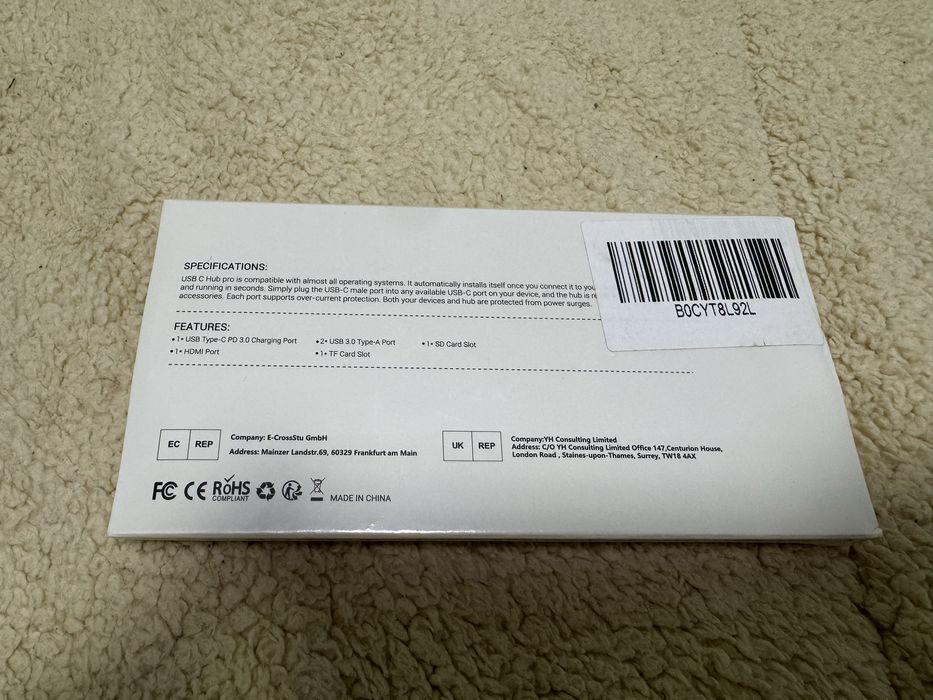 SPECIFICATIONS:
USB C Hub pro is compatible with almost all operating systems. It automatically installs itself once you connect it to you
and running in seconds. Simply plug the USB-C male port into any available USB-C port on your device, and the hub is re
accessories. Each port supports over-current protection. Both your devices and hub are protected from power surges.
B0CYT8L92L
FEATURES:
• 1× USB Type-C PD 3.0 Charging Port
• 2× USB 3.0 Type-A Port
• 1× SD Card Slot
• 1× HDMI Port
• 1× TF Card Slot
EC REP
Company: E-CrossStu GmbH
Address: Mainzer Landstr.69, 60329 Frankfurt am Main
UK REP
Company:YH Consulting Limited
Address: C/O YH Consulting Limited Office 147,Centurion House,
London Road , Staines-upon-Thames, Surrey, TW18 4AX
FC CE RoHS
COMPLIANT
MADE IN CHINA